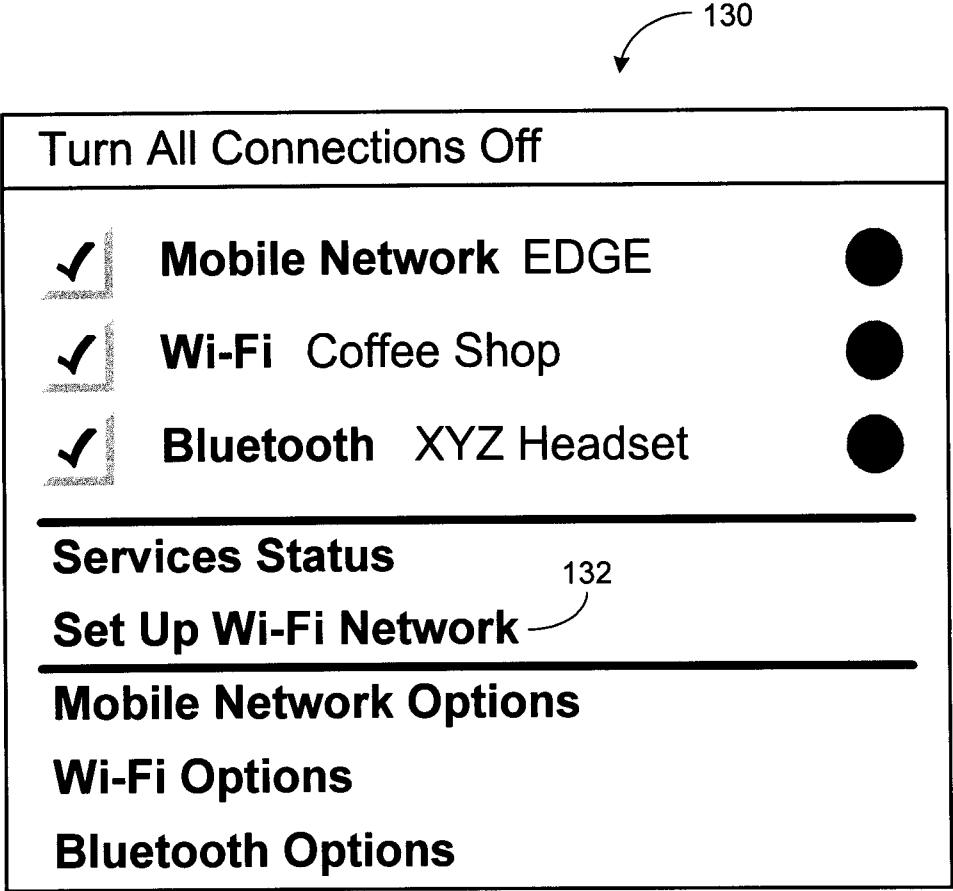 130
Turn All Connections Off
Mobile Network EDGE
Wi-Fi Coffee Shop
Bluetooth XYZ Headset
Services Status
132
Set Up Wi-Fi Network
Mobile Network Options
Wi-Fi Options
Bluetooth Options